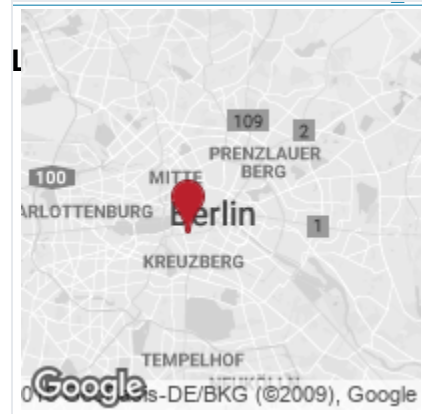 L
109
2
PRENZLAUER
BERG
100
MITTE
ARLOTTENBURG
Berlin
1
KREUZBERG
TEMPELHOF
Google
-DE/BKG (©2009), Google